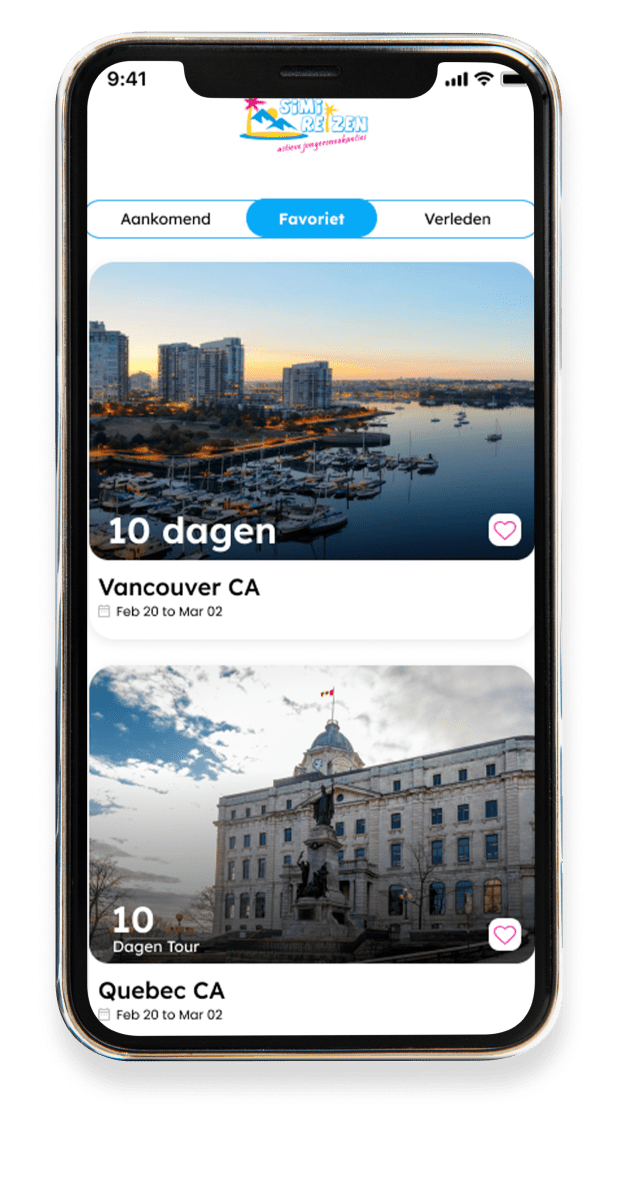 9:41
SiMi
REiZEN
actieve jongerenvakanties
Aankomend
Favoriet
Verleden
10 dagen
Vancouver CA
Feb 20 to Mar 02
10
Dagen Tour
Quebec CA
Feb 20 to Mar 02